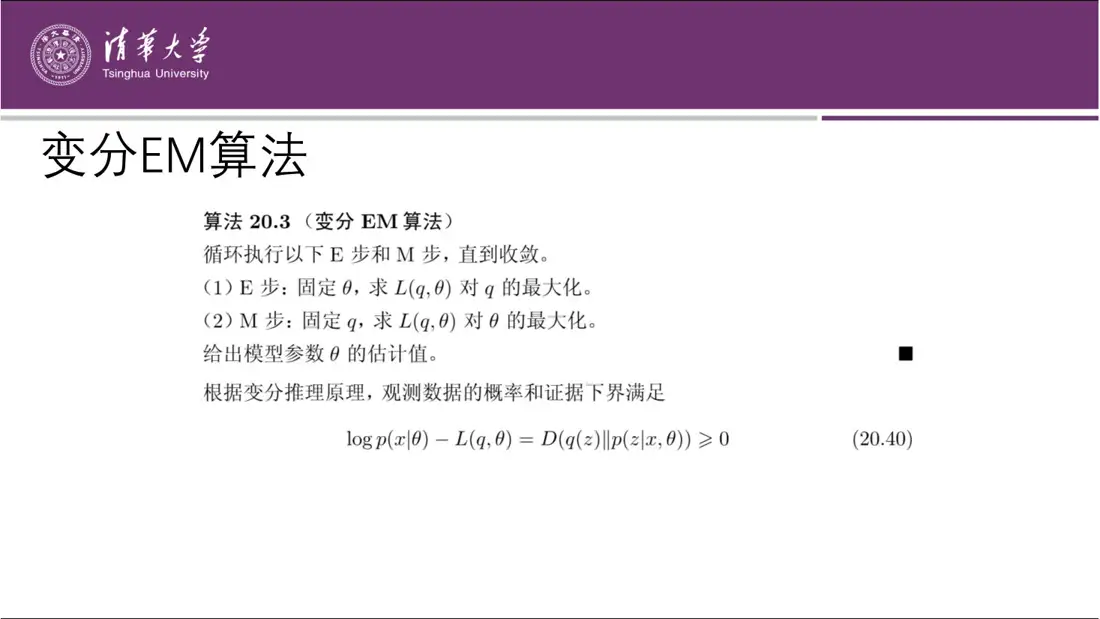 清华大学
Tsinghua University
变分EM算法
算法 20.3（变分 EM 算法）
循环执行以下 E 步和 M 步，直到收敛。
（1）E 步：固定 θ，求 L(q, θ) 对 q 的最大化。
（2）M 步：固定 q，求 L(q, θ) 对 θ 的最大化。
给出模型参数 θ 的估计值。 ■
根据变分推理原理，观测数据的概率和证据下界满足
log p(x|θ) − L(q, θ) = D(q(z)‖p(z|x, θ)) ⩾ 0 (20.40)